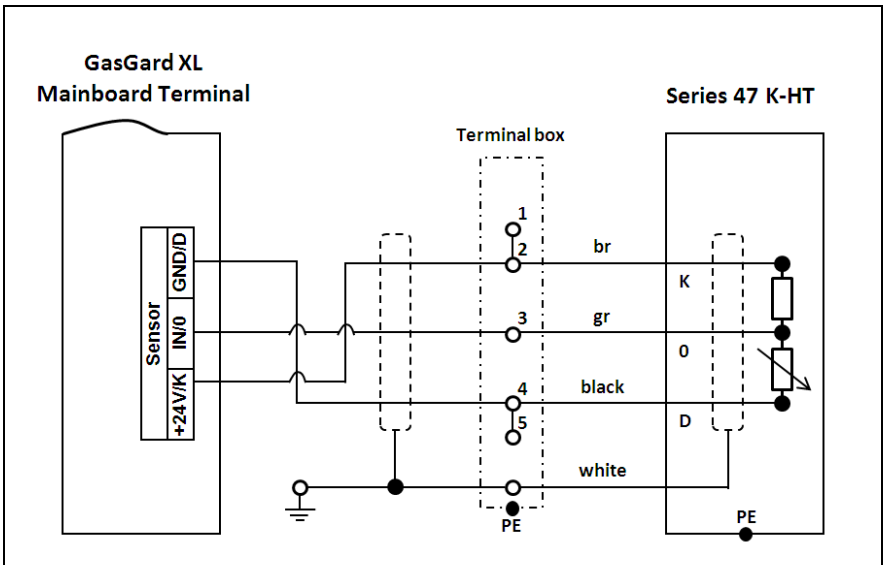 GasGard XL
Mainboard Terminal
Series 47 K-HT
Terminal box
Sensor
GND/D
IN/0
+24V/K
1
2
br
K
3
gr
0
4
black
D
5
white
PE
PE